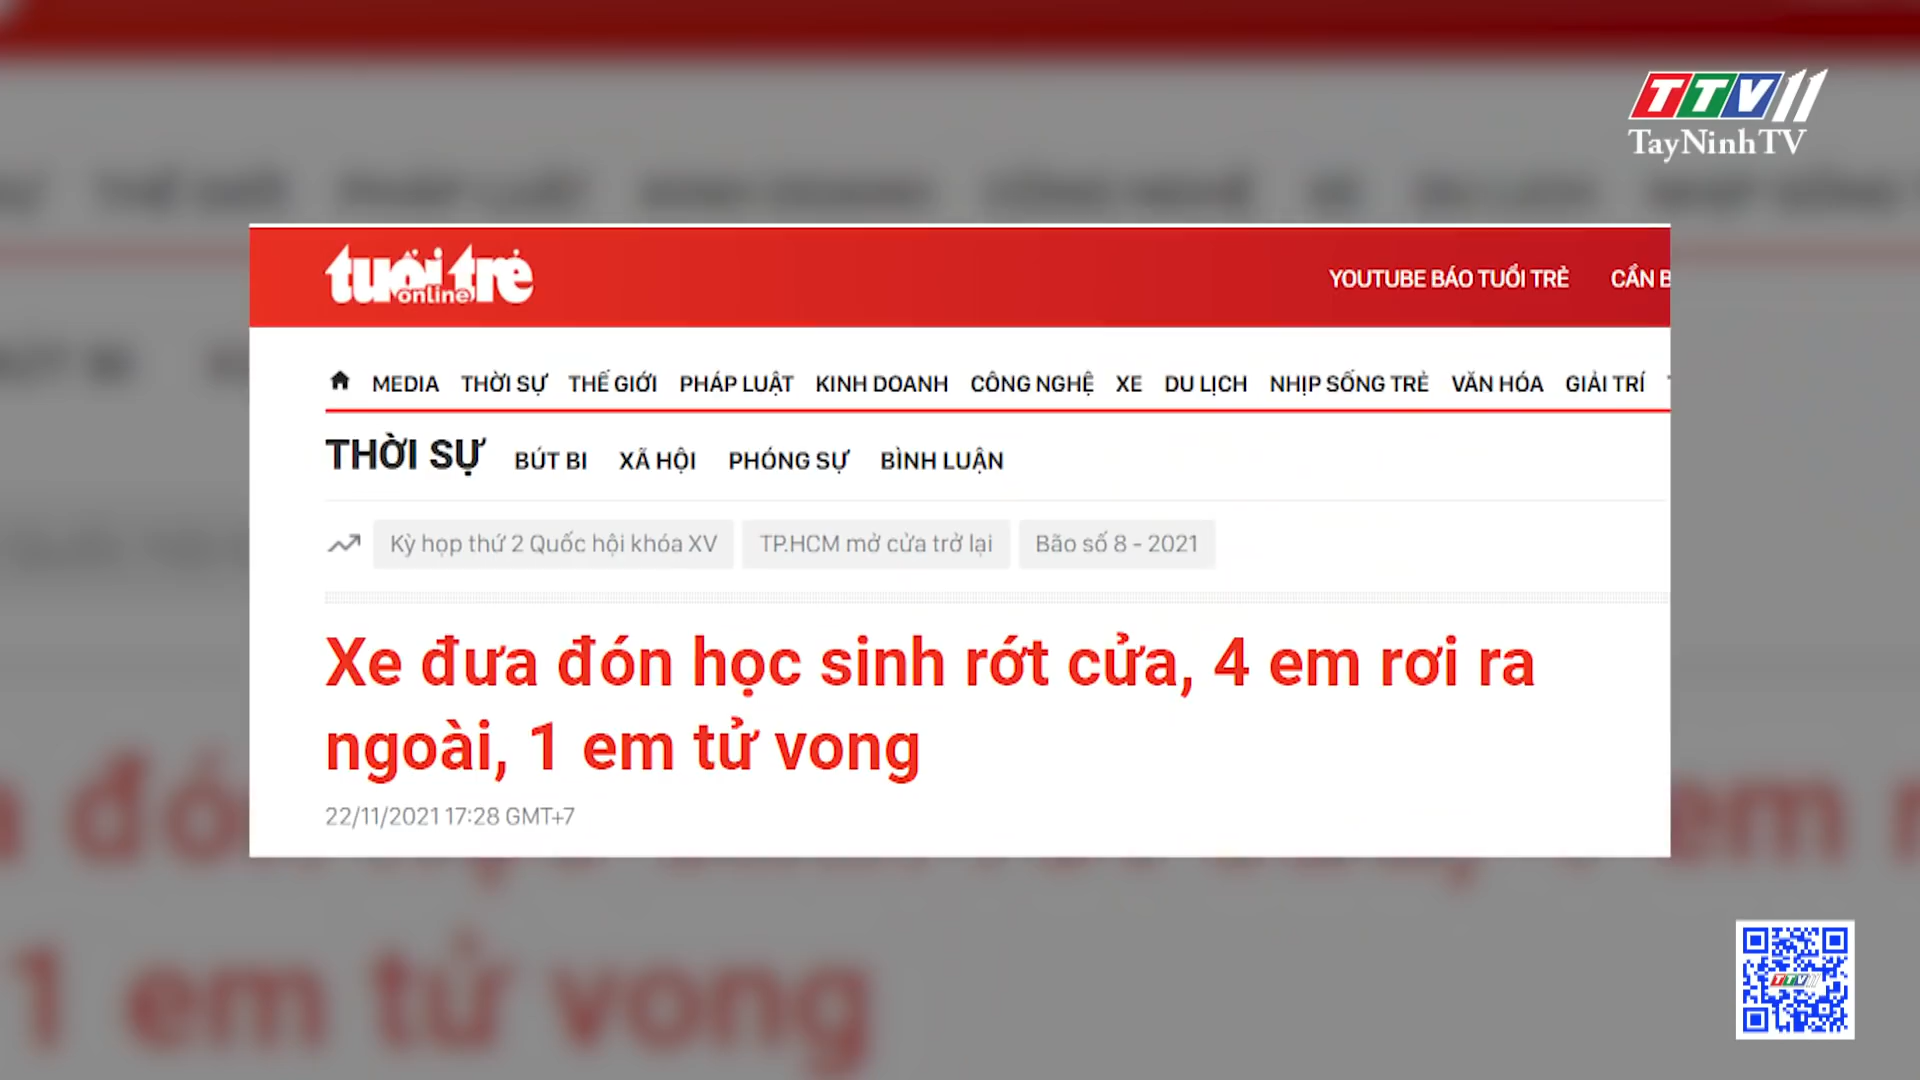 TTV11
TayNinhTV
tuổi trẻ
online
YOUTUBE BÁO TUỔI TRẺ CẦN B
MEDIA THỜI SỰ THẾ GIỚI PHÁP LUẬT KINH DOANH CÔNG NGHỆ XE DU LỊCH NHỊP SỐNG TRẺ VĂN HÓA GIẢI TRÍ
THỜI SỰ BÚT BI XÃ HỘI PHÓNG SỰ BÌNH LUẬN
Kỳ họp thứ 2 Quốc hội khóa XV TP.HCM mở cửa trở lại Bão số 8 - 2021
Xe đưa đón học sinh rớt cửa, 4 em rơi ra
ngoài, 1 em tử vong
22/11/2021 17:28 GMT+7
TTV11